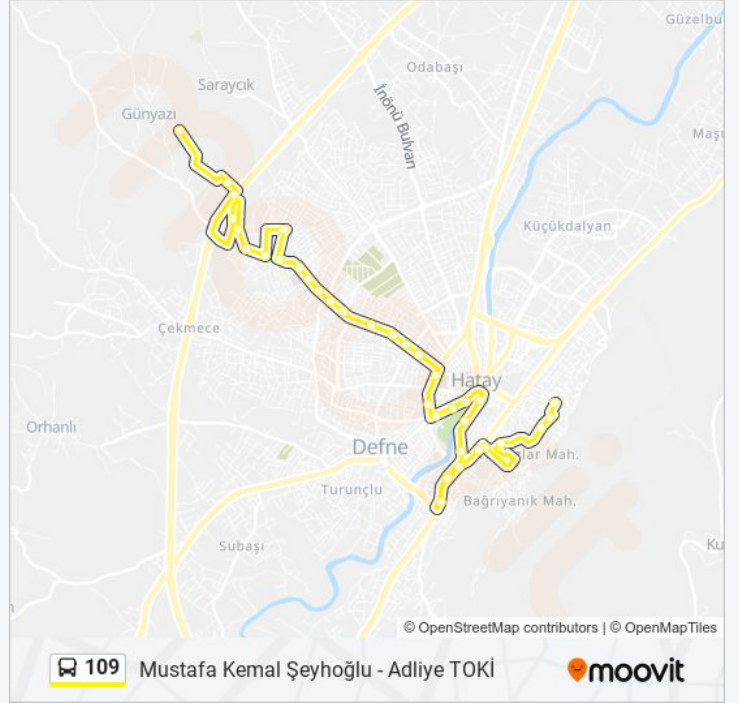 Güzelbu
Odabaşı
Saraycık
İnönü Bulvarı
Günyazı
Maşu
Küçükdalyan
Çekmece
Hatay
Orhanlı
Defne
lar Mah.
Turunçlu
Bağrıyanık Mah.
Subaşı
Ku
© OpenStreetMap contributors | © OpenMapTiles
109 Mustafa Kemal Şeyhoğlu - Adliye TOKİ
moovit